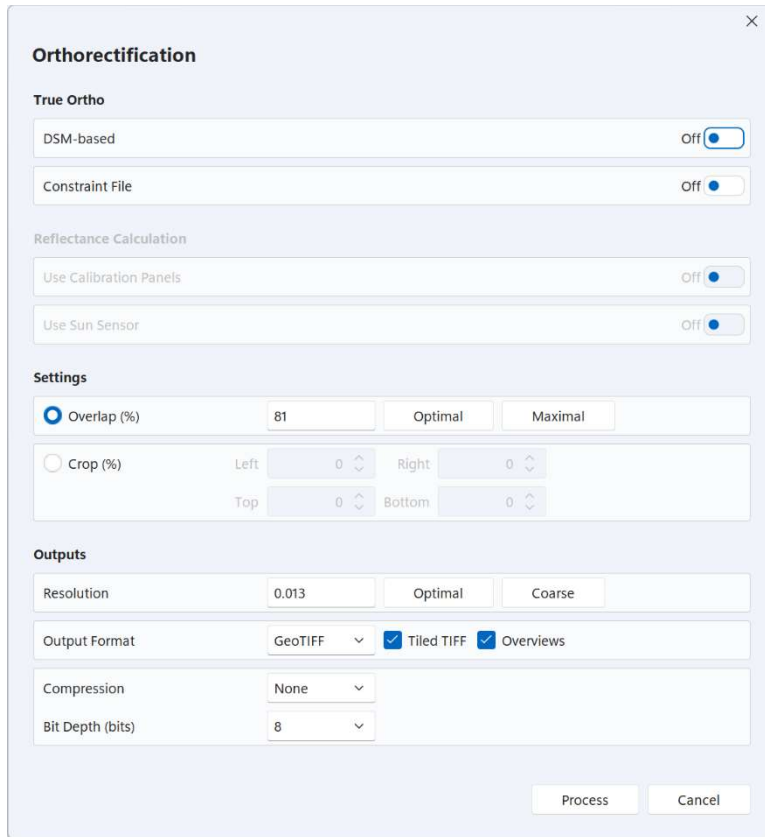 Orthorectification
True Ortho
DSM-based Off
Constraint File Off
Reflectance Calculation
Use Calibration Panels Off
Use Sun Sensor Off
Settings
Overlap (%) 81 Optimal Maximal
Crop (%) Left 0 Right 0
Top 0 Bottom 0
Outputs
Resolution 0.013 Optimal Coarse
Output Format GeoTIFF Tiled TIFF Overviews
Compression None
Bit Depth (bits) 8
Process Cancel